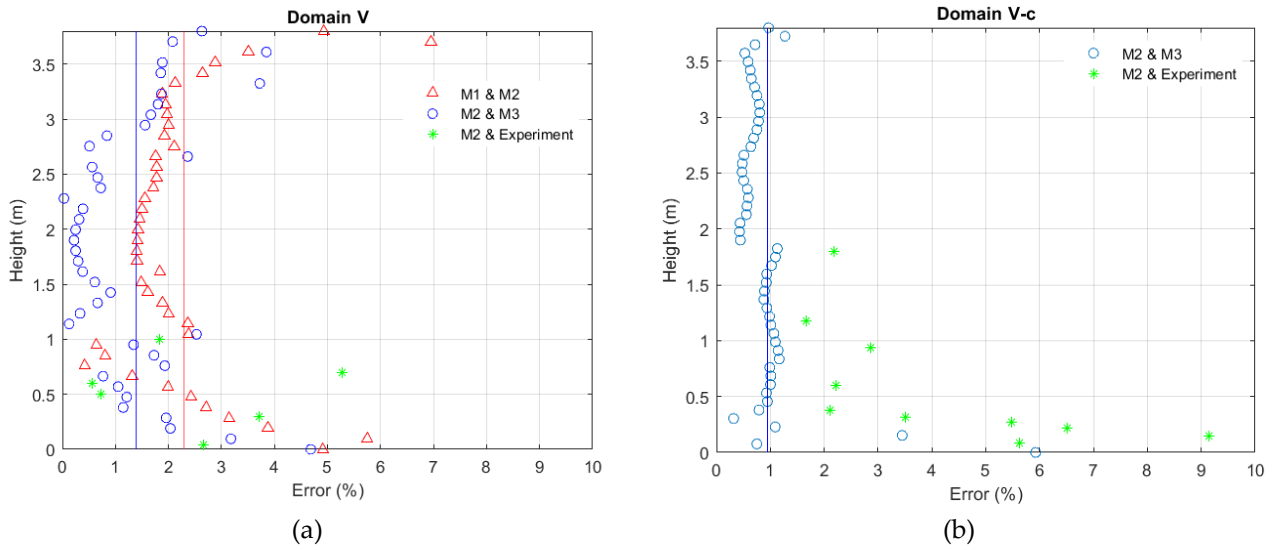 Domain V
3.5
3
2.5
2
1.5
1
0.5
0
Height (m)
M1 & M2
M2 & M3
M2 & Experiment
0 1 2 3 4 5 6 7 8 9 10
Error (%)
(a)
Domain V-c
3.5
3
2.5
2
1.5
1
0.5
0
Height (m)
M2 & M3
M2 & Experiment
0 1 2 3 4 5 6 7 8 9 10
Error (%)
(b)